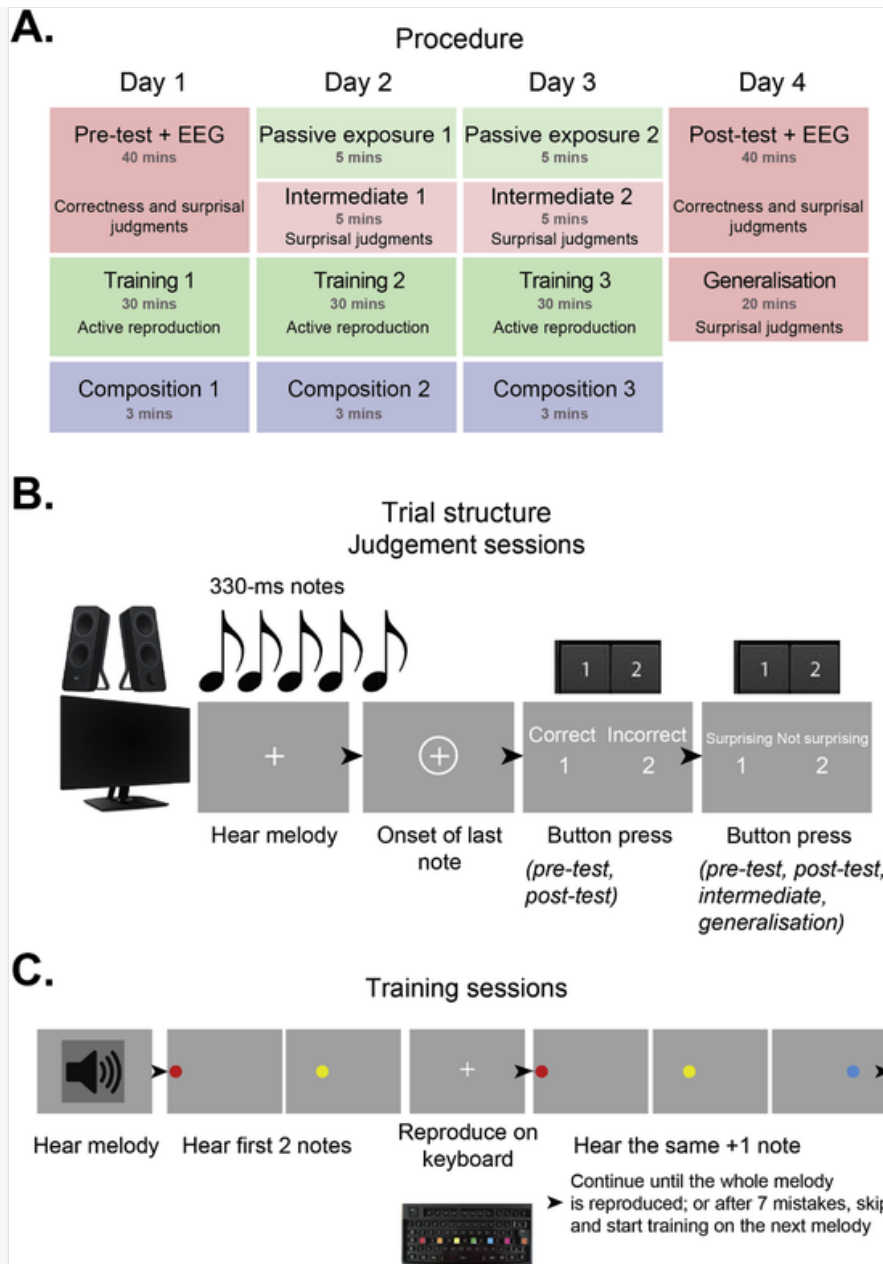 A.
Procedure
Day 1 Day 2 Day 3 Day 4
Pre-test + EEG
40 mins
Correctness and surprisal
judgments
Passive exposure 1
5 mins
Intermediate 1
5 mins
Surprisal judgments
Passive exposure 2
5 mins
Intermediate 2
5 mins
Surprisal judgments
Post-test + EEG
40 mins
Correctness and surprisal
judgments
Training 1
30 mins
Active reproduction
Training 2
30 mins
Active reproduction
Training 3
30 mins
Active reproduction
Generalisation
20 mins
Surprisal judgments
Composition 1
3 mins
Composition 2
3 mins
Composition 3
3 mins
B.
Trial structure
Judgement sessions
330-ms notes
1 2
1 2
Correct Incorrect
1 2
Surprising Not surprising
1 2
Hear melody
Onset of last
note
Button press
(pre-test,
post-test)
Button press
(pre-test, post-test,
intermediate,
generalisation)
C.
Training sessions
Hear melody
Hear first 2 notes
Reproduce on
keyboard
Hear the same +1 note
Continue until the whole melody
is reproduced; or after 7 mistakes, skip
and start training on the next melody